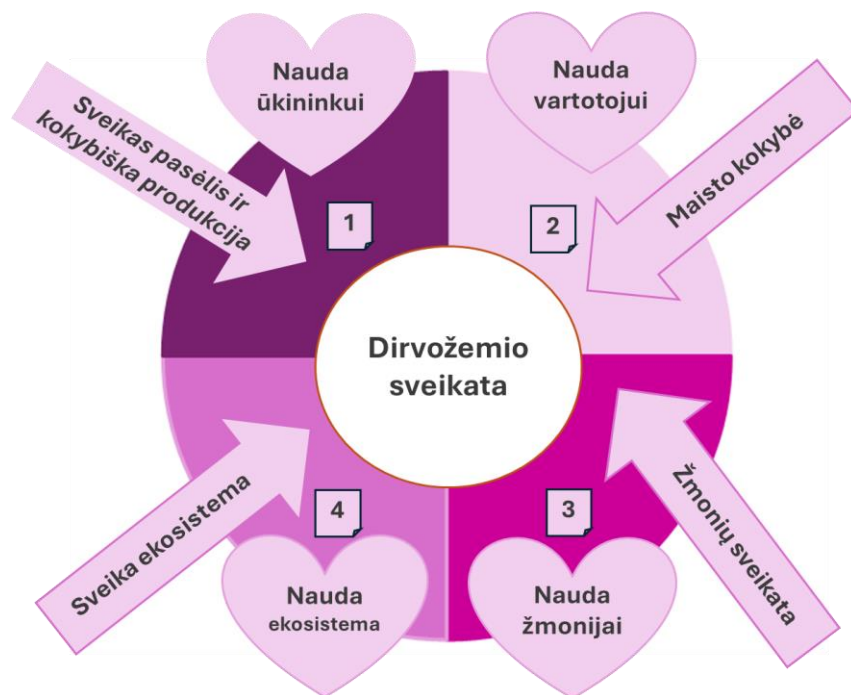 Nauda
ūkininkui
Nauda
vartotojui
Sveikas pasėlis ir
kokybiška produkcija
Maisto kokybė
1
2
Dirvožemio
sveikata
Sveika ekosistema
Žmonių sveikata
4
3
Nauda
ekosistema
Nauda
žmonijai